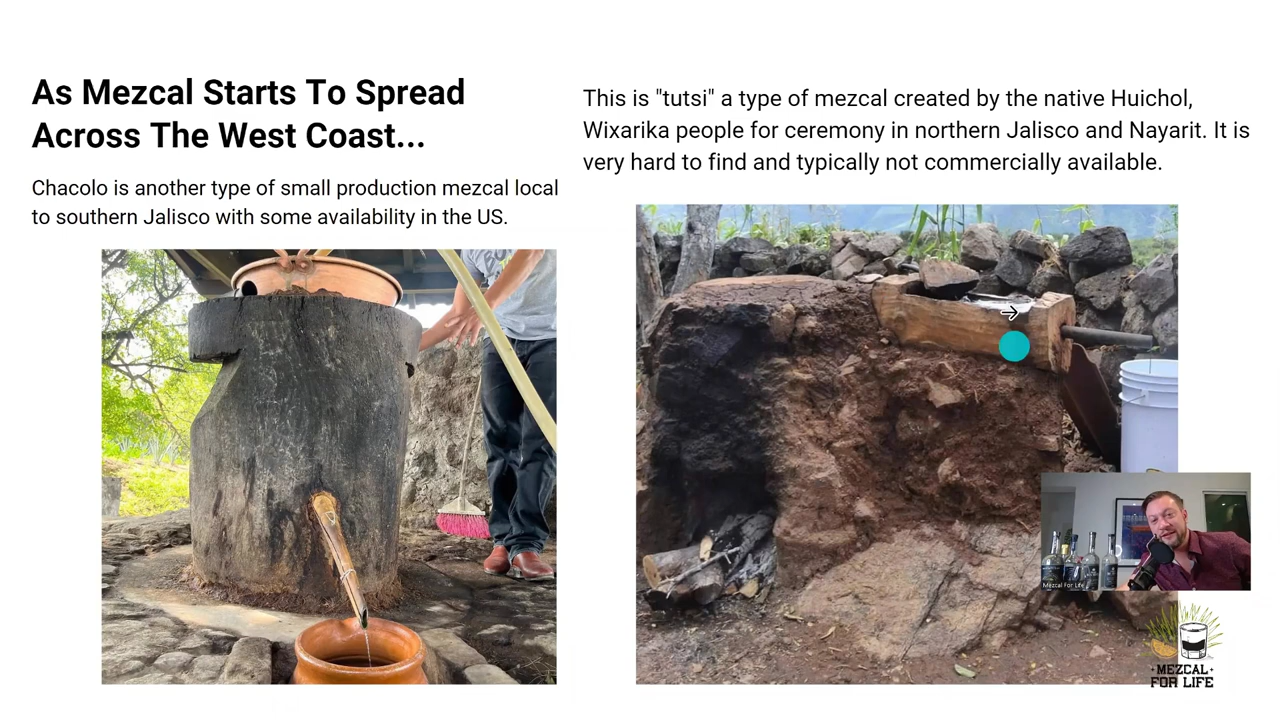 As Mezcal Starts To Spread
Across The West Coast...
Chacolo is another type of small production mezcal local
to southern Jalisco with some availability in the US.
This is "tutsi" a type of mezcal created by the native Huichol,
Wixarika people for ceremony in northern Jalisco and Nayarit. It is
very hard to find and typically not commercially available.
Mezcal For Life
MEZCAL
FOR LIFE